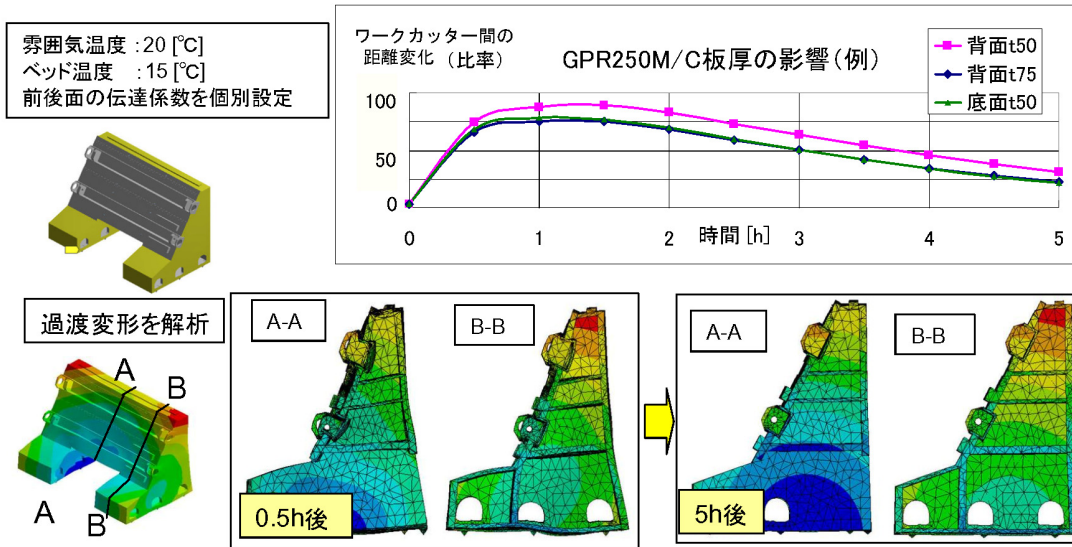 雰囲気温度：20 [℃]
ベッド温度 ：15 [℃]
前後面の伝達係数を個別設定
ワークカッター間の
距離変化 (比率)
GPR250M/C板厚の影響(例)
背面t50
背面t75
底面t50
100
50
0
0
1
2
時間 [h]
3
4
5
過渡変形を解析
A
B
A
B'
A-A
B-B
0.5h後
A-A
B-B
5h後